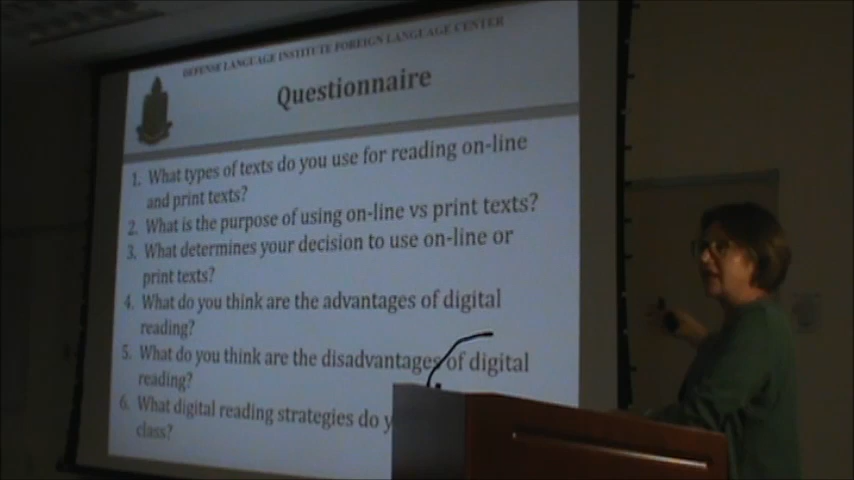 DEFENSE LANGUAGE INSTITUTE FOREIGN LANGUAGE CENTER
Questionnaire
1. What types of texts do you use for reading on-line
and print texts?
2. What is the purpose of using on-line vs print texts?
3. What determines your decision to use on-line or
print texts?
4. What do you think are the advantages of digital
reading?
5. What do you think are the disadvantages of digital
reading?
6. What digital reading strategies do
class?